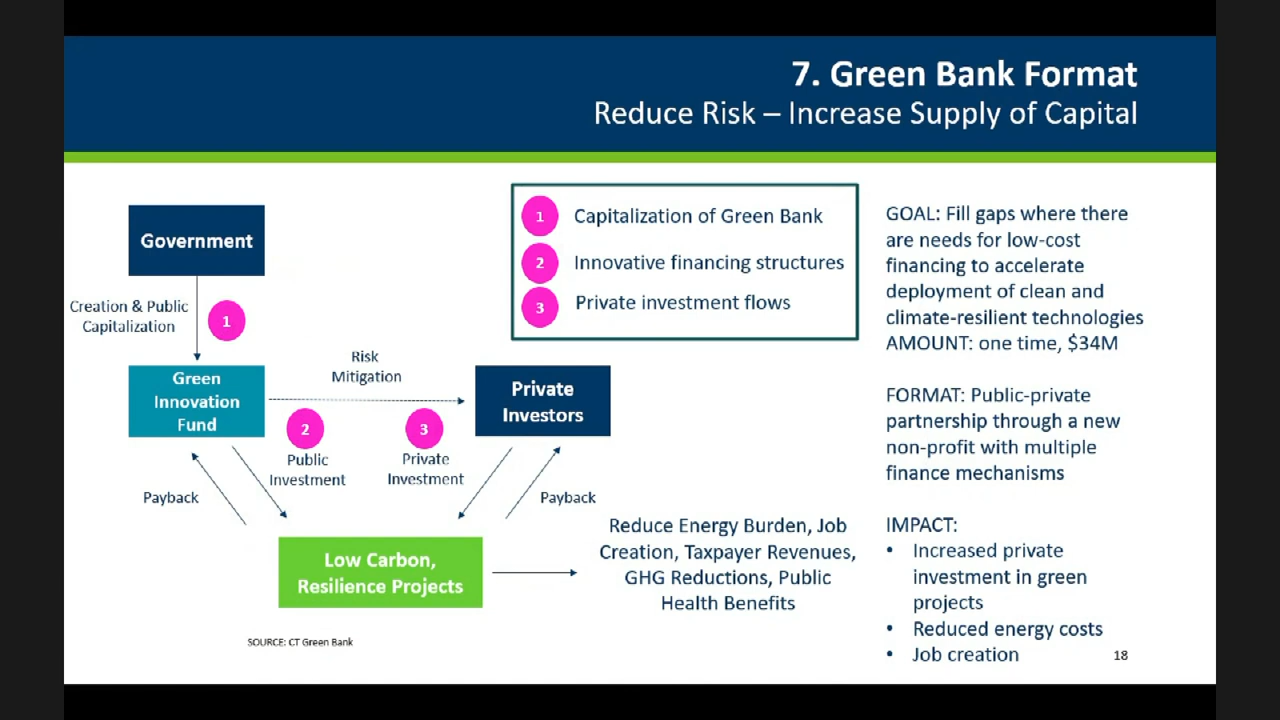 7. Green Bank Format
Reduce Risk – Increase Supply of Capital
Government
Creation & Public
Capitalization
1
Green
Innovation
Fund
Risk
Mitigation
Private
Investors
2
Public
Investment
3
Private
Investment
Payback
Payback
Low Carbon,
Resilience Projects
Reduce Energy Burden, Job
Creation, Taxpayer Revenues,
GHG Reductions, Public
Health Benefits
SOURCE: CT Green Bank
1 Capitalization of Green Bank
2 Innovative financing structures
3 Private investment flows
GOAL: Fill gaps where there
are needs for low-cost
financing to accelerate
deployment of clean and
climate-resilient technologies
AMOUNT: one time, $34M
FORMAT: Public-private
partnership through a new
non-profit with multiple
finance mechanisms
IMPACT:
• Increased private
investment in green
projects
• Reduced energy costs
• Job creation
18